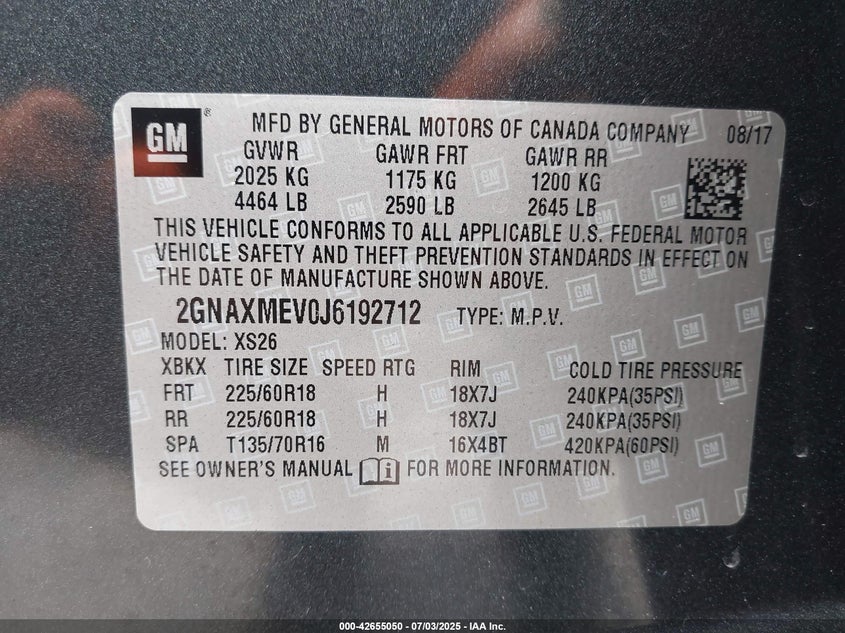 GM ® MFD BY GENERAL MOTORS OF CANADA COMPANY 08/17
GVWR GAWR FRT GAWR RR
2025 KG 1175 KG 1200 KG
4464 LB 2590 LB 2645 LB
THIS VEHICLE CONFORMS TO ALL APPLICABLE U.S. FEDERAL MOTOR
VEHICLE SAFETY AND THEFT PREVENTION STANDARDS IN EFFECT ON
THE DATE OF MANUFACTURE SHOWN ABOVE.
2GNAXMEV0J6192712 TYPE: M.P.V.
MODEL: XS26
XBKX TIRE SIZE SPEED RTG RIM COLD TIRE PRESSURE
FRT 225/60R18 H 18X7J 240KPA(35PSI)
RR 225/60R18 H 18X7J 240KPA(35PSI)
SPA T135/70R16 M 16X4BT 420KPA(60PSI)
SEE OWNER'S MANUAL i FOR MORE INFORMATION.
000-42655050 - 07/03/2025 - IAA Inc.